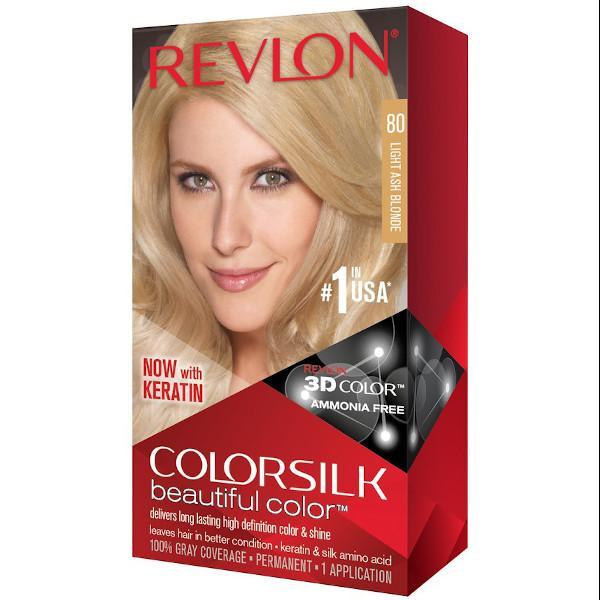 REVLON®
80 LIGHT ASH BLONDE
#1 IN USA*
NOW with
KERATIN
REVLON
3D COLOR™
AMMONIA FREE
COLORSILK
beautiful color™
delivers long lasting high definition color & shine
leaves hair in better condition • keratin & silk amino acid
100% GRAY COVERAGE • PERMANENT • 1 APPLICATION